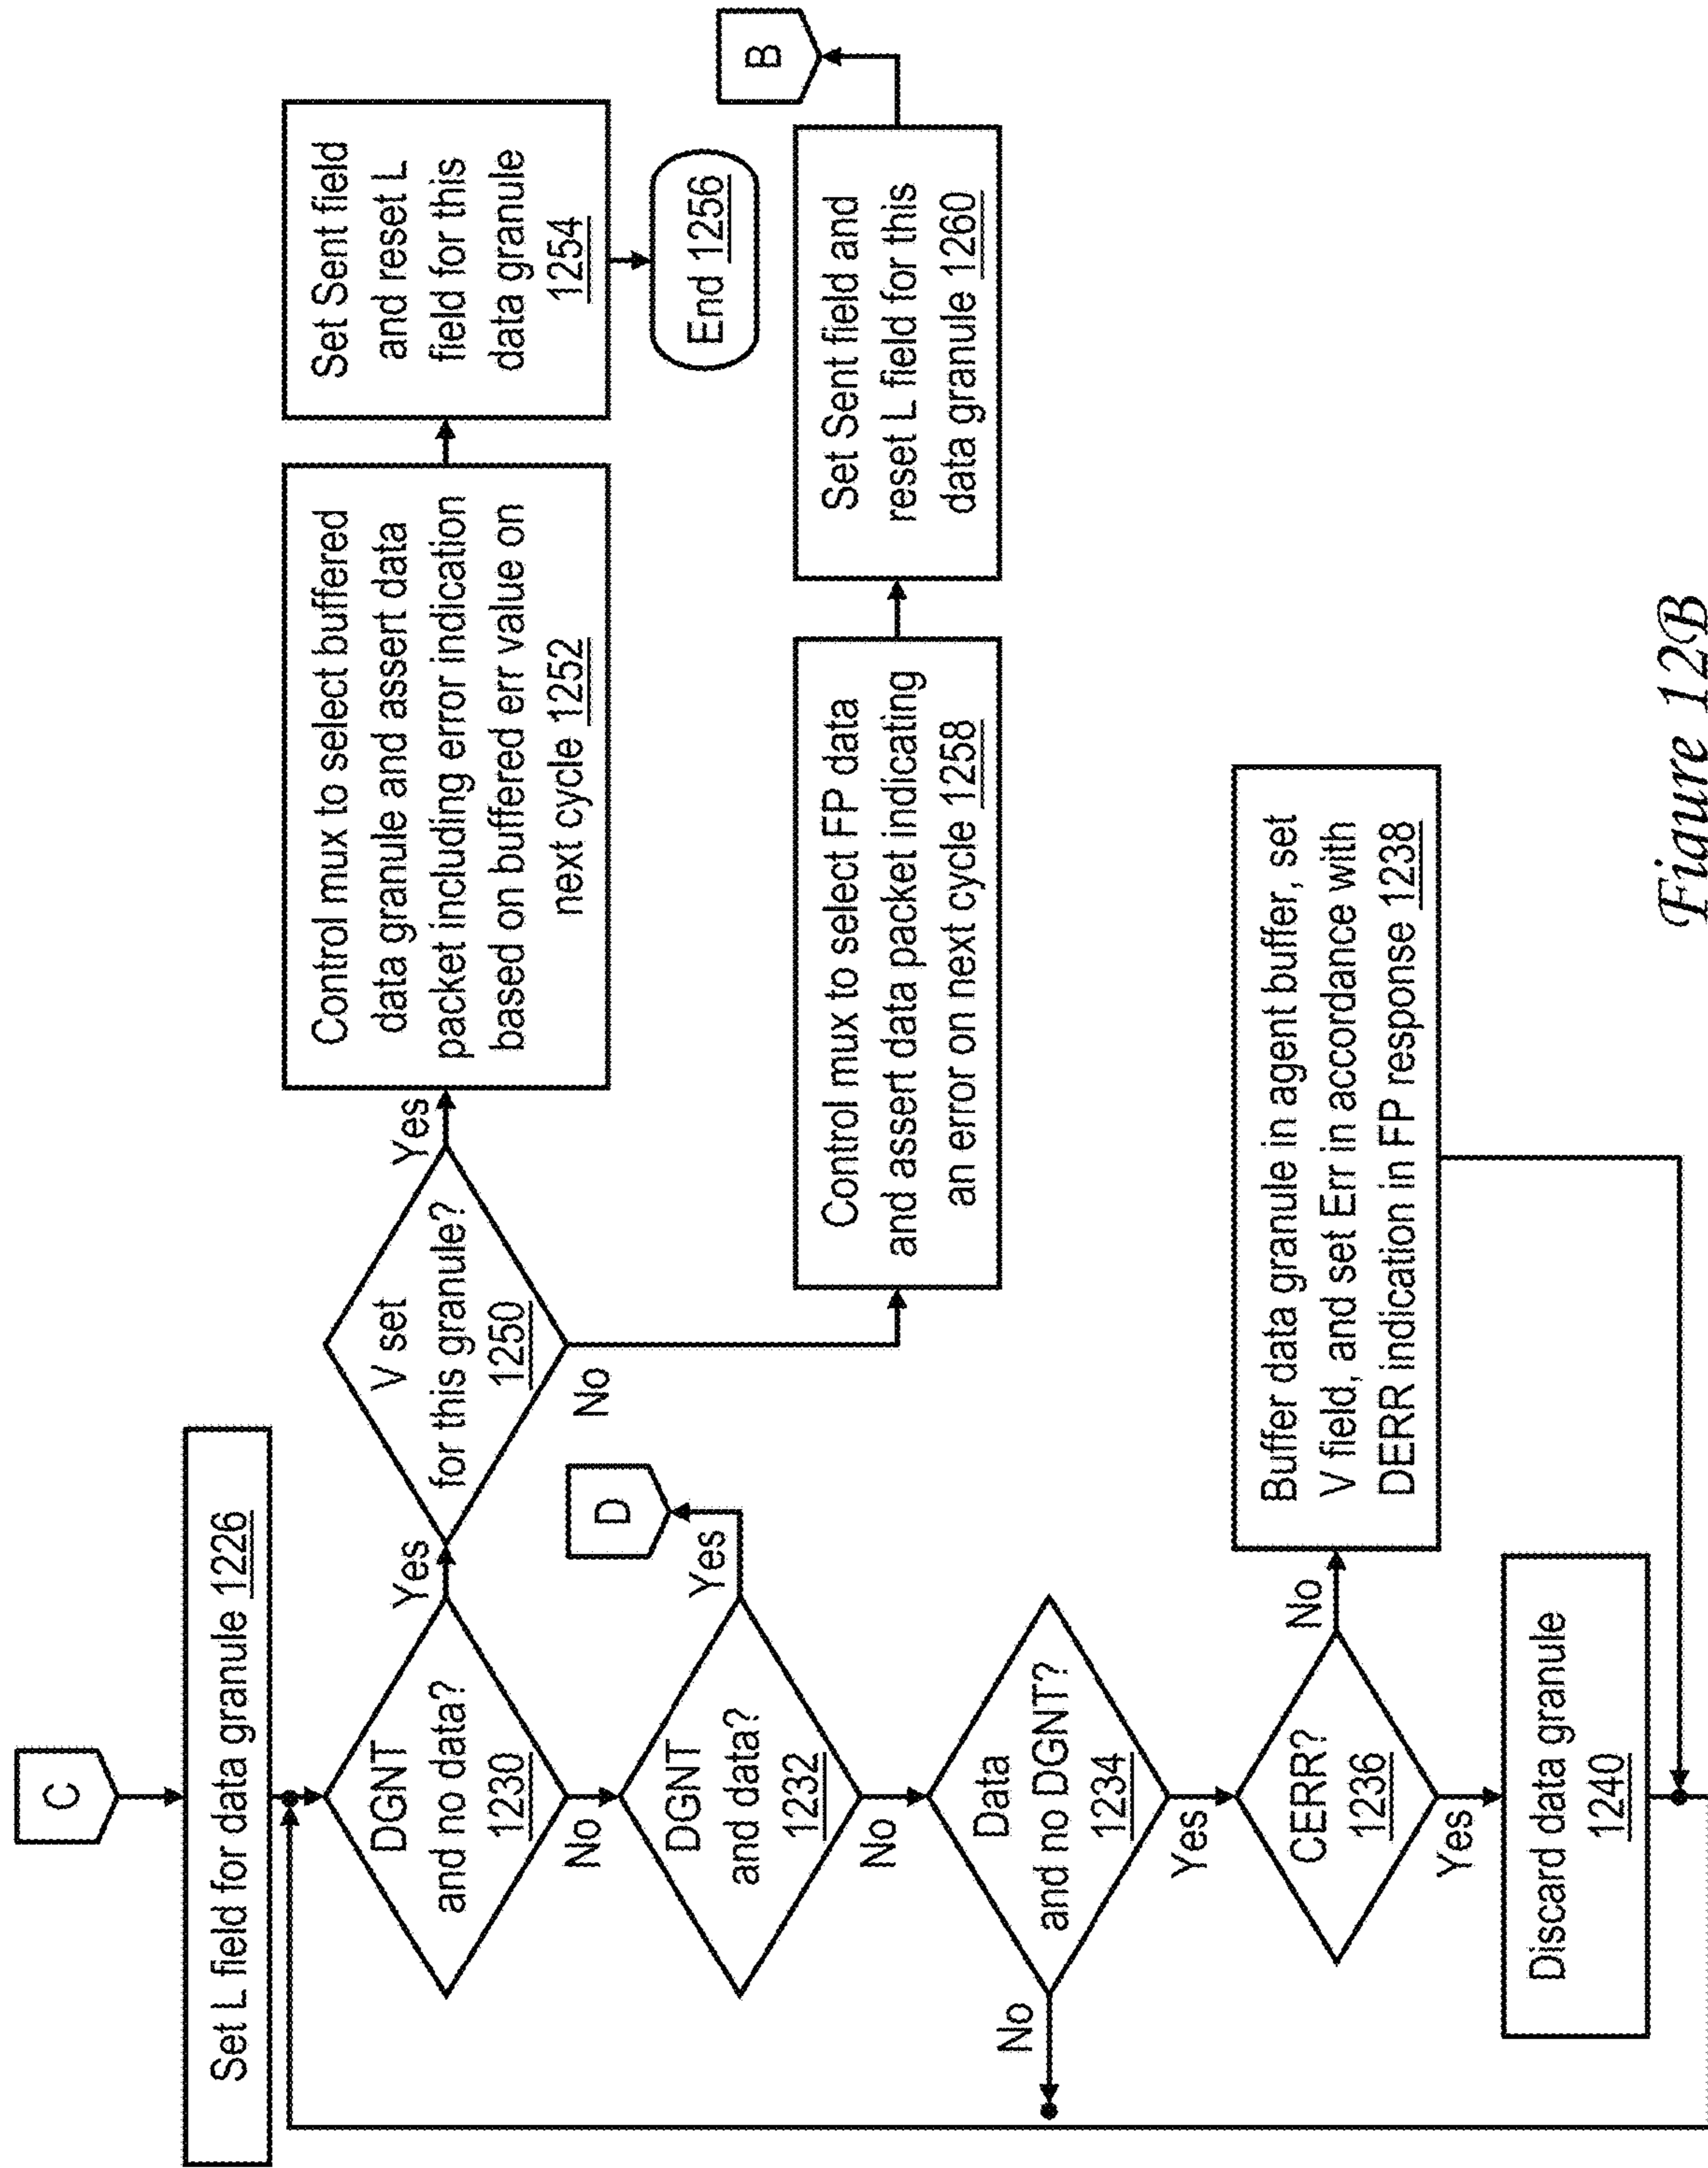 C
Set L field for data granule 1226
DGNT
and no data?
1230
Yes
No
V set
for this granule?
1250
Yes
No
Control mux to select buffered
data granule and assert data
packet including error indication
based on buffered err value on
next cycle 1252
Set Sent field
and reset L
field for this
data granule
1254
End 1256
DGNT
and data?
1232
Yes
D
No
Control mux to select FP data
and assert data packet indicating
an error on next cycle 1258
Set Sent field and
reset L field for this
data granule 1260
B
Data
and no DGNT?
1234
No
Yes
CERR?
1236
No
Yes
Buffer data granule in agent buffer, set
V field, and set Err in accordance with
DERR indication in FP response 1238
Discard data granule
1240
Figure 12B